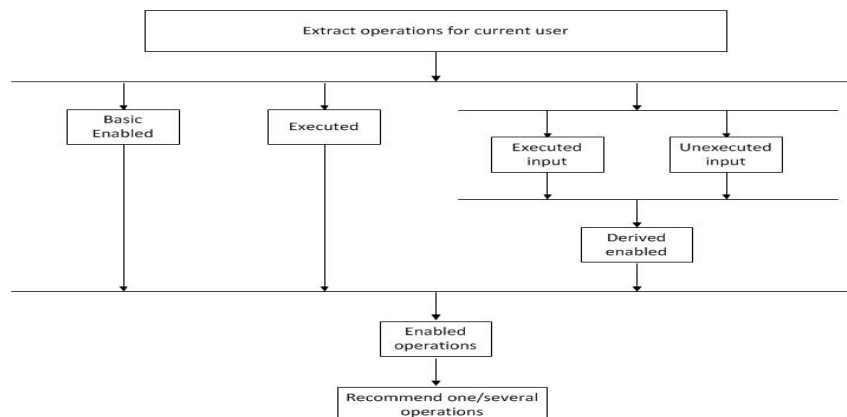 Extract operations for current user
Basic
Enabled
Executed
Executed
input
Unexecuted
input
Derived
enabled
Enabled
operations
Recommend one/several
operations